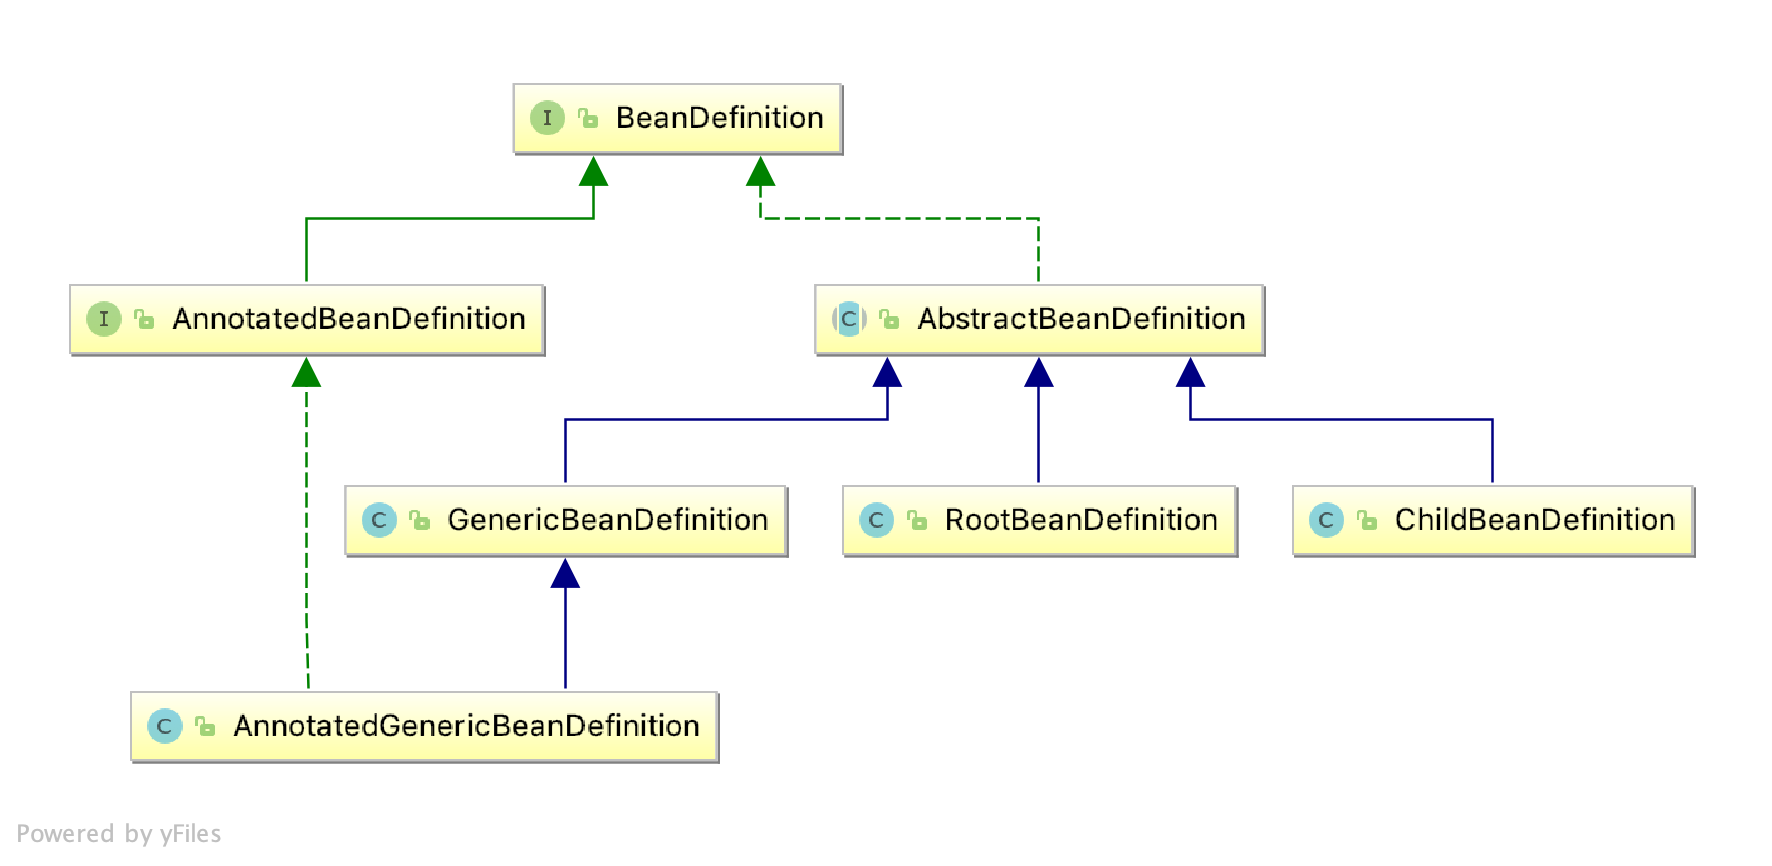 I BeanDefinition
I AnnotatedBeanDefinition
C AbstractBeanDefinition
C GenericBeanDefinition
C RootBeanDefinition
C ChildBeanDefinition
C AnnotatedGenericBeanDefinition
Powered by yFiles